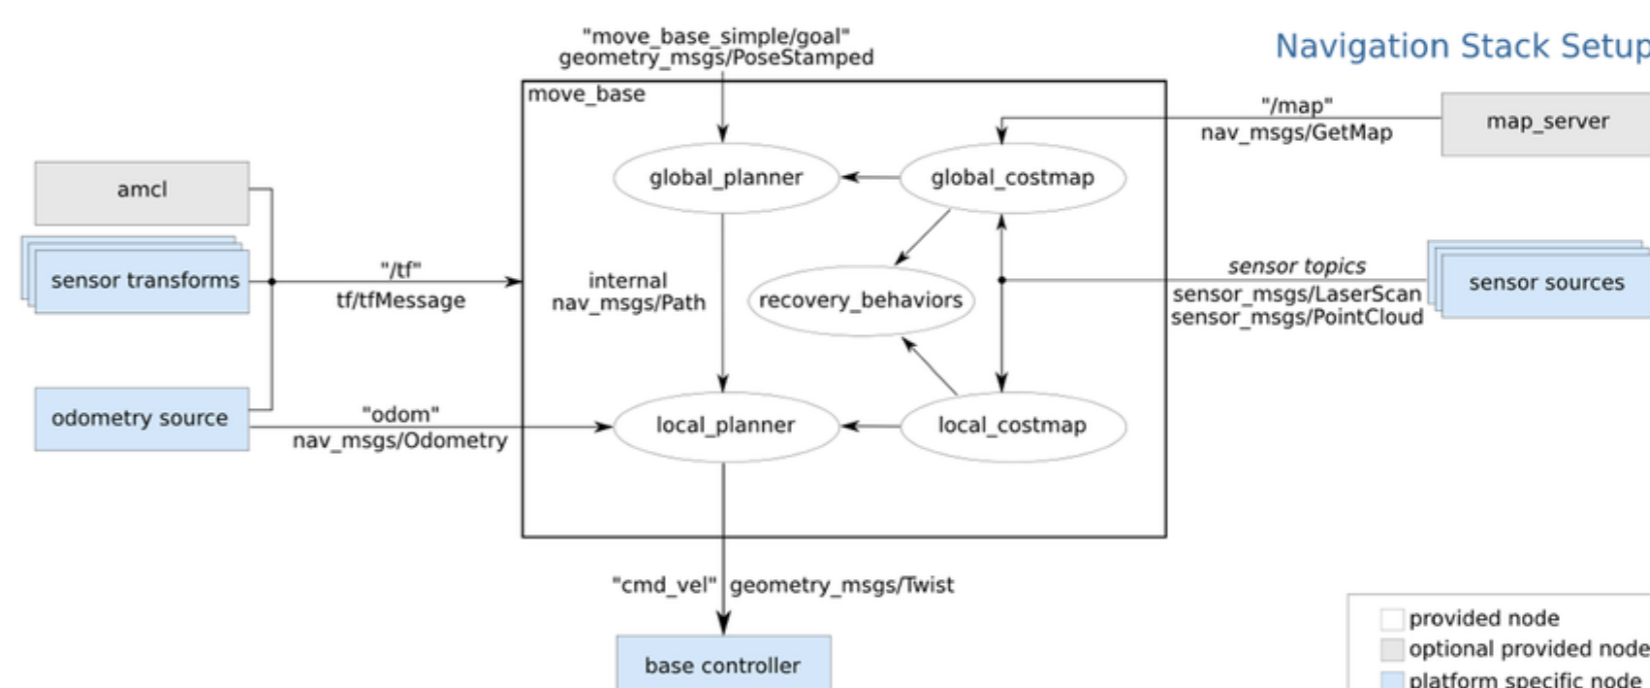 "move_base_simple/goal"
geometry_msgs/PoseStamped
Navigation Stack Setup
move_base
"/map"
nav_msgs/GetMap
map_server
global_planner
global_costmap
amcl
sensor transforms
"/tf"
tf/tfMessage
internal
nav_msgs/Path
recovery_behaviors
sensor topics
sensor_msgs/LaserScan
sensor_msgs/PointCloud
sensor sources
odometry source
"odom"
nav_msgs/Odometry
local_planner
local_costmap
"cmd_vel" geometry_msgs/Twist
base controller
provided node
optional provided node
platform specific node